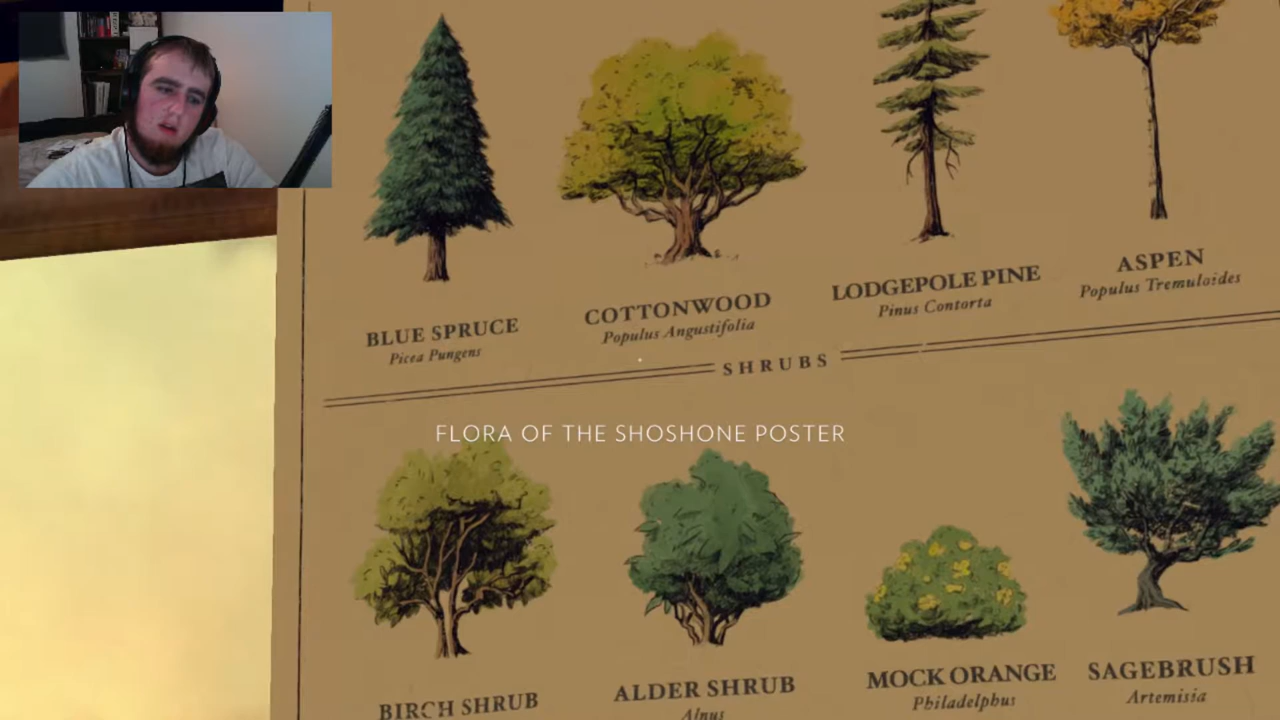 BLUE SPRUCE
Picea Pungens
COTTONWOOD
Populus Angustifolia
LODGEPOLE PINE
Pinus Contorta
ASPEN
Populus Tremuloides
SHRUBS
FLORA OF THE SHOSHONE POSTER
BIRCH SHRUB
ALDER SHRUB
Alnus
MOCK ORANGE
Philadelphus
SAGEBRUSH
Artemisia